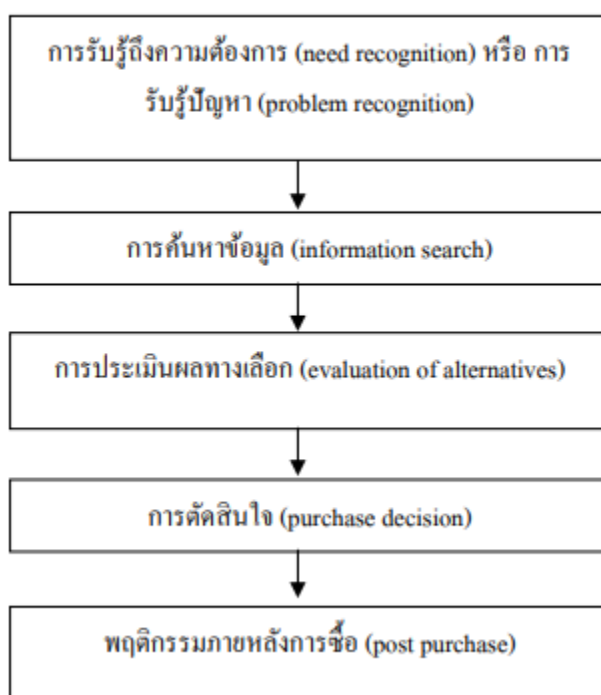 การรับรู้ถึงความต้องการ (need recognition) หรือ การ
รับรู้ปัญหา (problem recognition)
การค้นหาข้อมูล (information search)
การประเมินผลทางเลือก (evaluation of alternatives)
การตัดสินใจ (purchase decision)
พฤติกรรมภายหลังการซื้อ (post purchase)